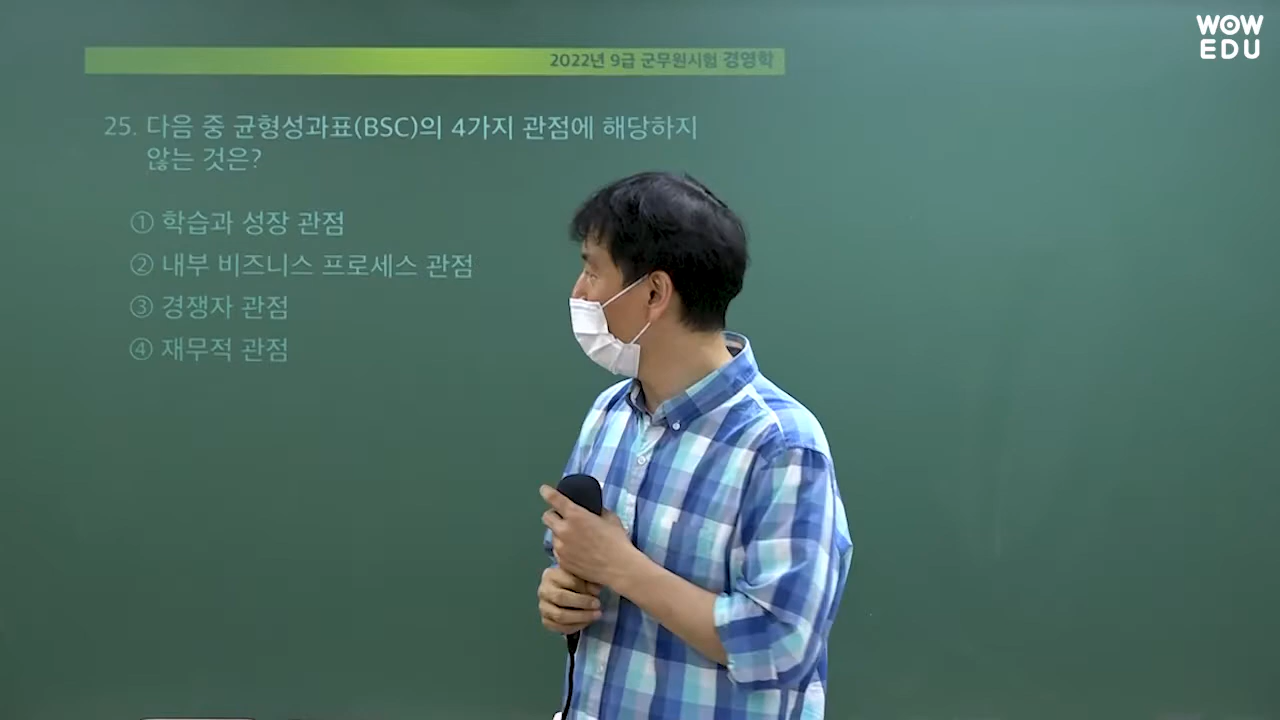 WOW
EDU
2022년 9급 군무원시험 경영학
25. 다음 중 균형성과표(BSC)의 4가지 관점에 해당하지
않는 것은?
① 학습과 성장 관점
② 내부 비즈니스 프로세스 관점
③ 경쟁자 관점
④ 재무적 관점